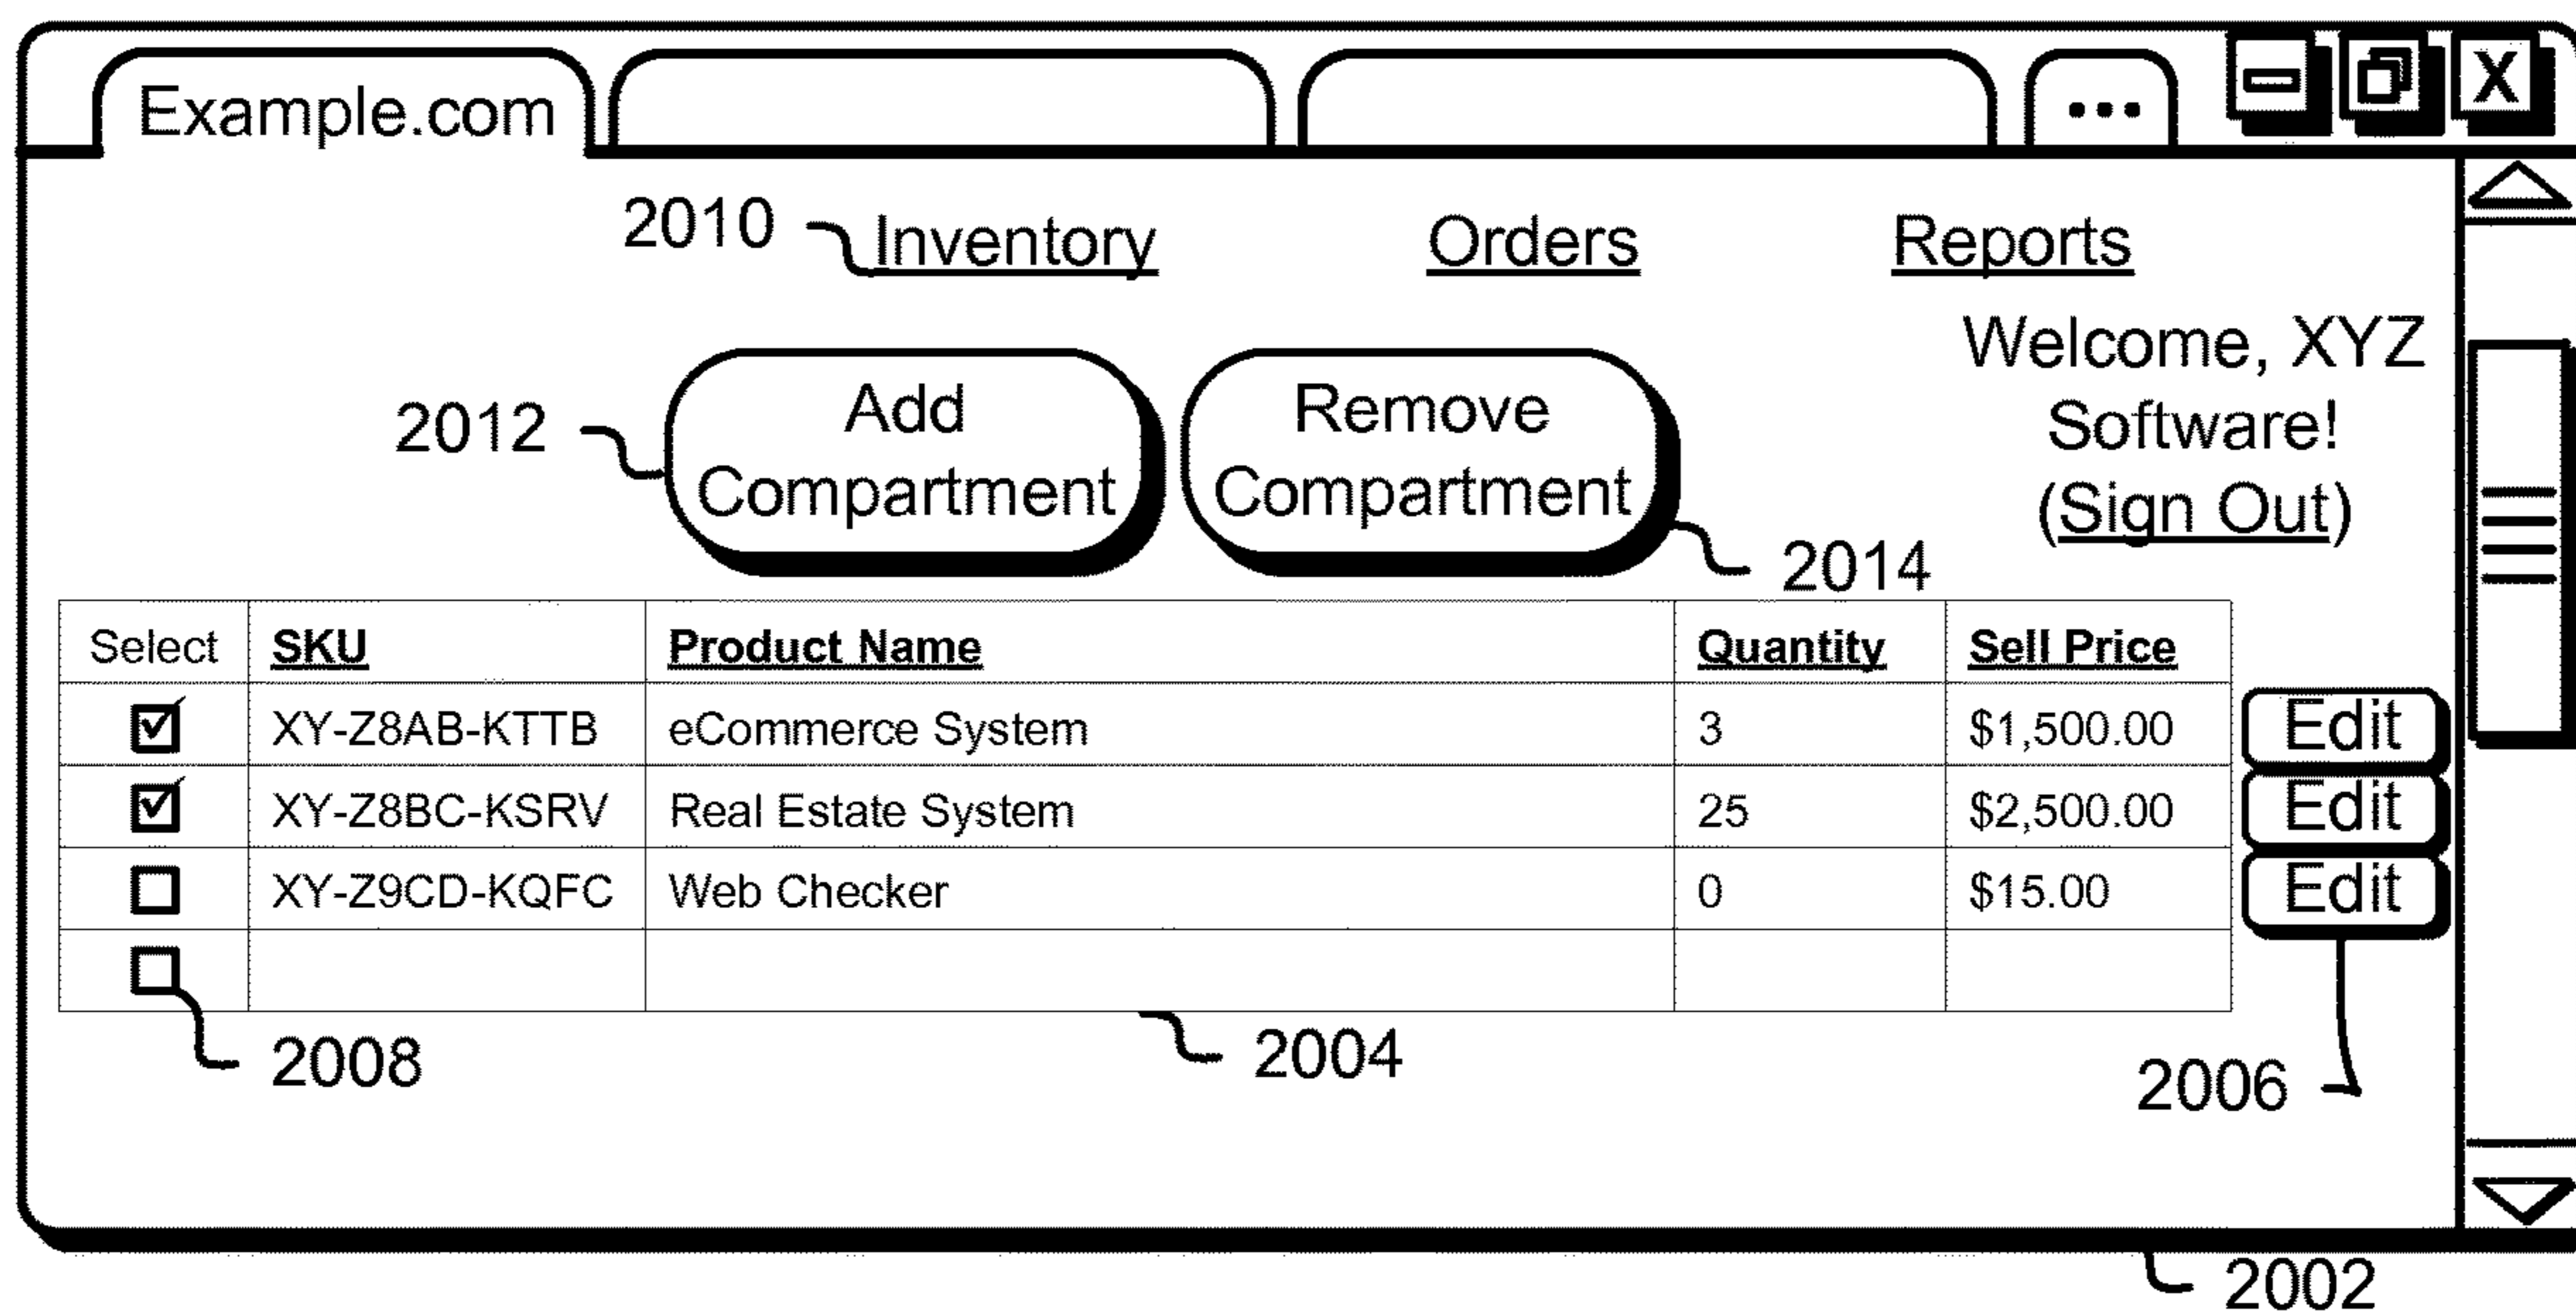 Example.com
...
X
2010
Inventory
Orders
Reports
Welcome, XYZ
Software!
(Sign Out)
2012
Add
Compartment
Remove
Compartment
2014
Select SKU Product Name Quantity Sell Price
XY-Z8AB-KTTB eCommerce System 3 $1,500.00 Edit
XY-Z8BC-KSRV Real Estate System 25 $2,500.00 Edit
XY-Z9CD-KQFC Web Checker 0 $15.00 Edit
2008
2004
2006
2002